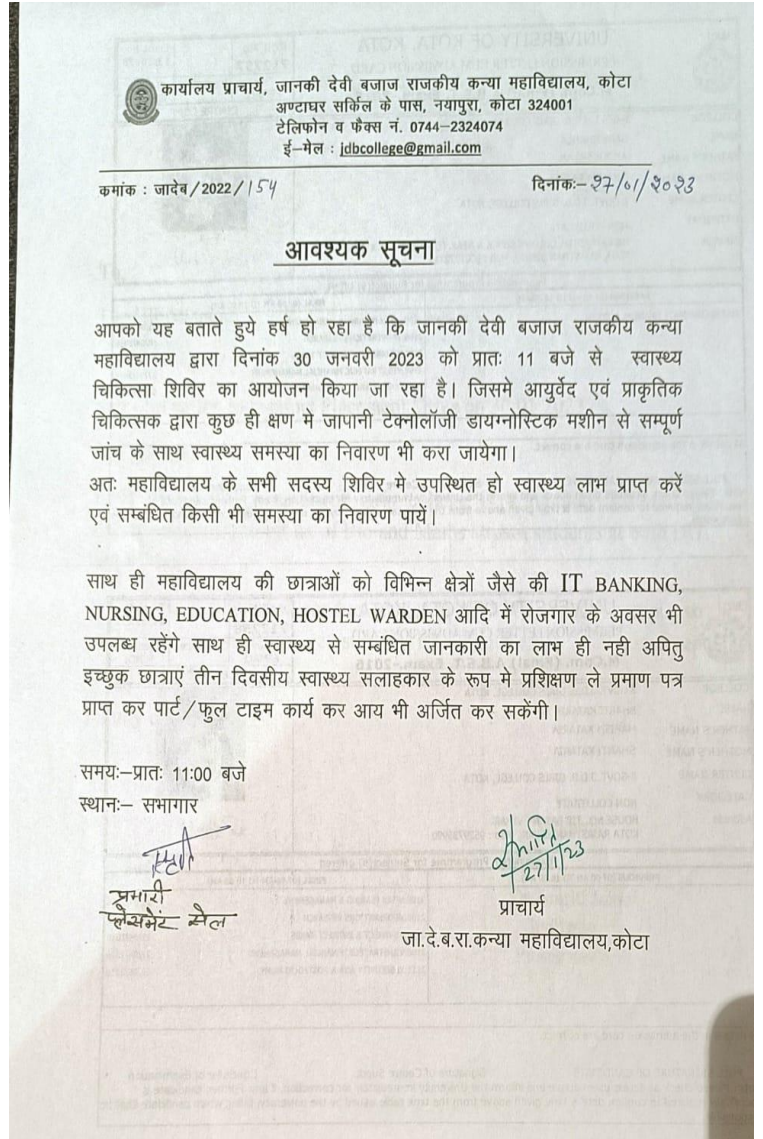 कार्यालय प्राचार्य, जानकी देवी बजाज राजकीय कन्या महाविद्यालय, कोटा
अण्टाघर सर्किल के पास, नयापुरा, कोटा 324001
टेलिफोन व फैक्स नं. 0744-2324074
ई-मेल : jdbcollege@gmail.com
कमांक : जादेब/2022/154 दिनांकः- 27/01/2023
आवश्यक सूचना
आपको यह बताते हुये हर्ष हो रहा है कि जानकी देवी बजाज राजकीय कन्या
महाविद्यालय द्वारा दिनांक 30 जनवरी 2023 को प्रातः 11 बजे से स्वास्थ्य
चिकित्सा शिविर का आयोजन किया जा रहा है। जिसमे आयुर्वेद एवं प्राकृतिक
चिकित्सक द्वारा कुछ ही क्षण मे जापानी टेक्नोलॉजी डायग्नोस्टिक मशीन से सम्पूर्ण
जांच के साथ स्वास्थ्य समस्या का निवारण भी करा जायेगा।
अतः महाविद्यालय के सभी सदस्य शिविर मे उपस्थित हो स्वास्थ्य लाभ प्राप्त करें
एवं सम्बंधित किसी भी समस्या का निवारण पायें।
साथ ही महाविद्यालय की छात्राओं को विभिन्न क्षेत्रों जैसे की IT BANKING,
NURSING, EDUCATION, HOSTEL WARDEN आदि में रोजगार के अवसर भी
उपलब्ध रहेंगे साथ ही स्वास्थ्य से सम्बंधित जानकारी का लाभ ही नही अपितु
इच्छुक छात्राएं तीन दिवसीय स्वास्थ्य सलाहकार के रूप मे प्रशिक्षण ले प्रमाण पत्र
प्राप्त कर पार्ट/फुल टाइम कार्य कर आय भी अर्जित कर सकेंगी।
समयः-प्रातः 11:00 बजे
स्थानः- सभागार
27/1/23
प्रभारी
प्लेसमेंट सेल
प्राचार्य
जा.दे.ब.रा.कन्या महाविद्यालय,कोटा